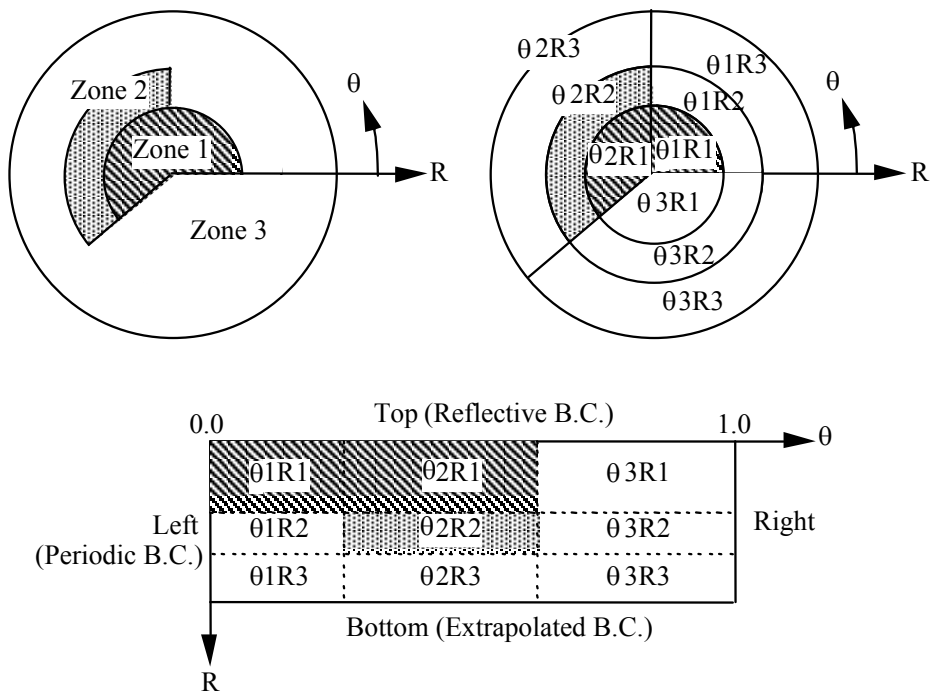 Zone 2
θ
Zone 1
R
Zone 3
θ2R3
θ1R3
θ2R2
θ1R2
θ
θ2R1
θ1R1
R
θ3R1
θ3R2
θ3R3
0.0
Top (Reflective B.C.)
1.0
θ
θ1R1
θ2R1
θ3R1
Left
(Periodic B.C.)
θ1R2
θ2R2
θ3R2
Right
θ1R3
θ2R3
θ3R3
Bottom (Extrapolated B.C.)
R